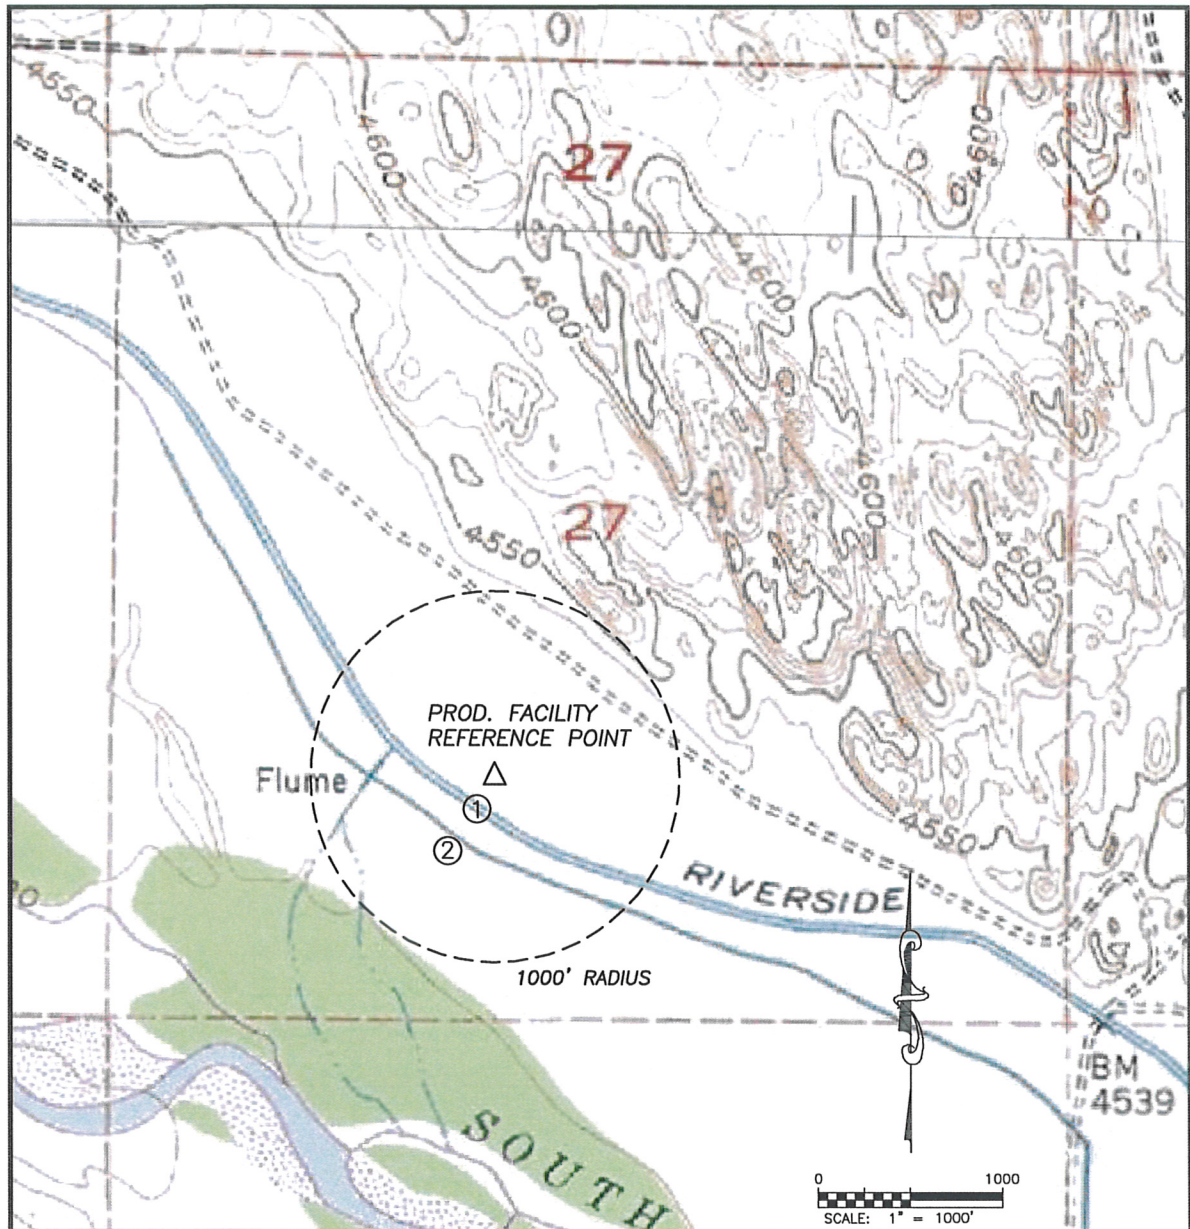 4550
4600
27
4600
4600
4600
4600
27
4600
4550
4600
PROD. FACILITY
REFERENCE POINT
Flume
1
2
4550
RIVERSIDE
1000' RADIUS
BM
4539
SOUTH
0 1000
SCALE: 1" = 1000'